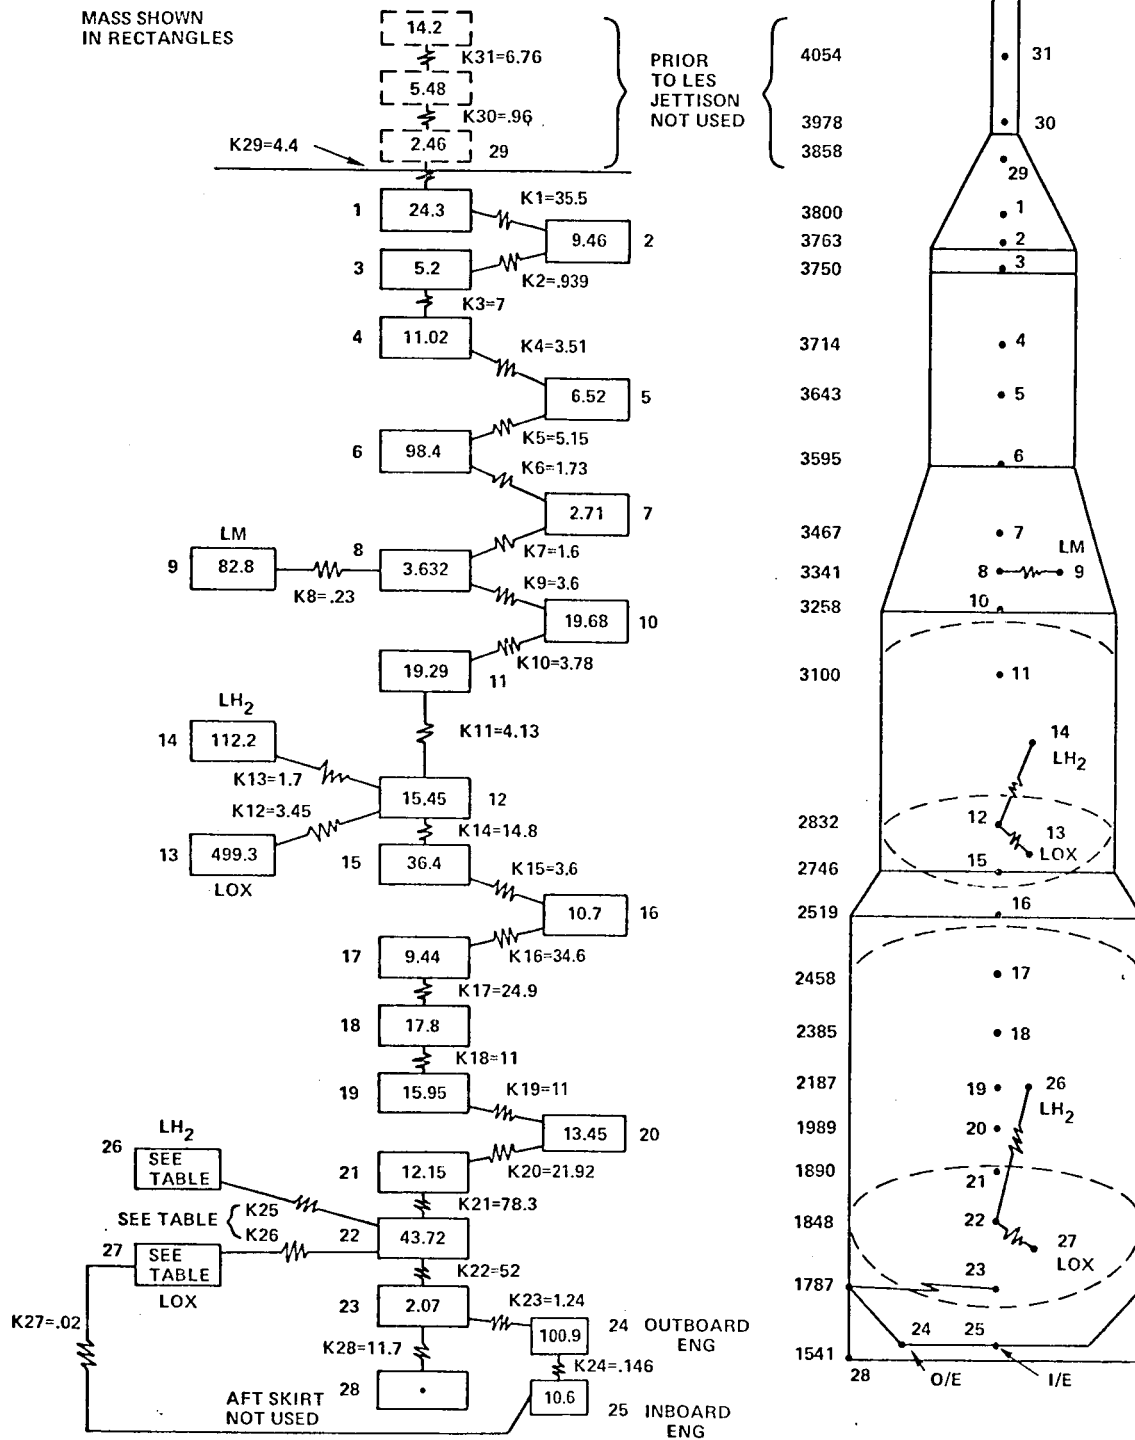 MASS SHOWN
IN RECTANGLES
14.2
K31=6.76
5.48
K30=.96
2.46
29
K29=4.4
PRIOR
TO LES
JETTISON
NOT USED
1
24.3
K1=35.5
9.46
2
3
5.2
K2=.939
K3=7
4
11.02
K4=3.51
6.52
5
6
98.4
K5=5.15
K6=1.73
2.71
7
LM
9
82.8
K8=.23
8
3.632
K7=1.6
K9=3.6
19.68
10
K10=3.78
19.29
11
K11=4.13
LH2
14
112.2
K13=1.7
K12=3.45
15.45
12
13
499.3
LOX
K14=14.8
15
36.4
K15=3.6
10.7
16
17
9.44
K16=34.6
K17=24.9
18
17.8
K18=11
19
15.95
K19=11
13.45
20
21
12.15
K20=21.92
K21=78.3
LH2
26
SEE
TABLE
SEE TABLE
K25
K26
22
43.72
27
SEE
TABLE
LOX
K22=52
23
2.07
K23=1.24
100.9
24 OUTBOARD
ENG
K27=.02
K28=11.7
K24=.146
28
AFT SKIRT
NOT USED
10.6
25 INBOARD
ENG
4054
31
3978
30
3858
29
3800
1
3763
2
3750
3
3714
4
3643
5
3595
6
3467
7
LM
3341
8
9
3258
10
3100
11
14
LH2
2832
12
13
LOX
2746
15
2519
16
2458
17
2385
18
2187
19
26
LH2
1989
20
1890
21
1848
22
27
LOX
1787
23
24
25
1541
28
O/E
I/E